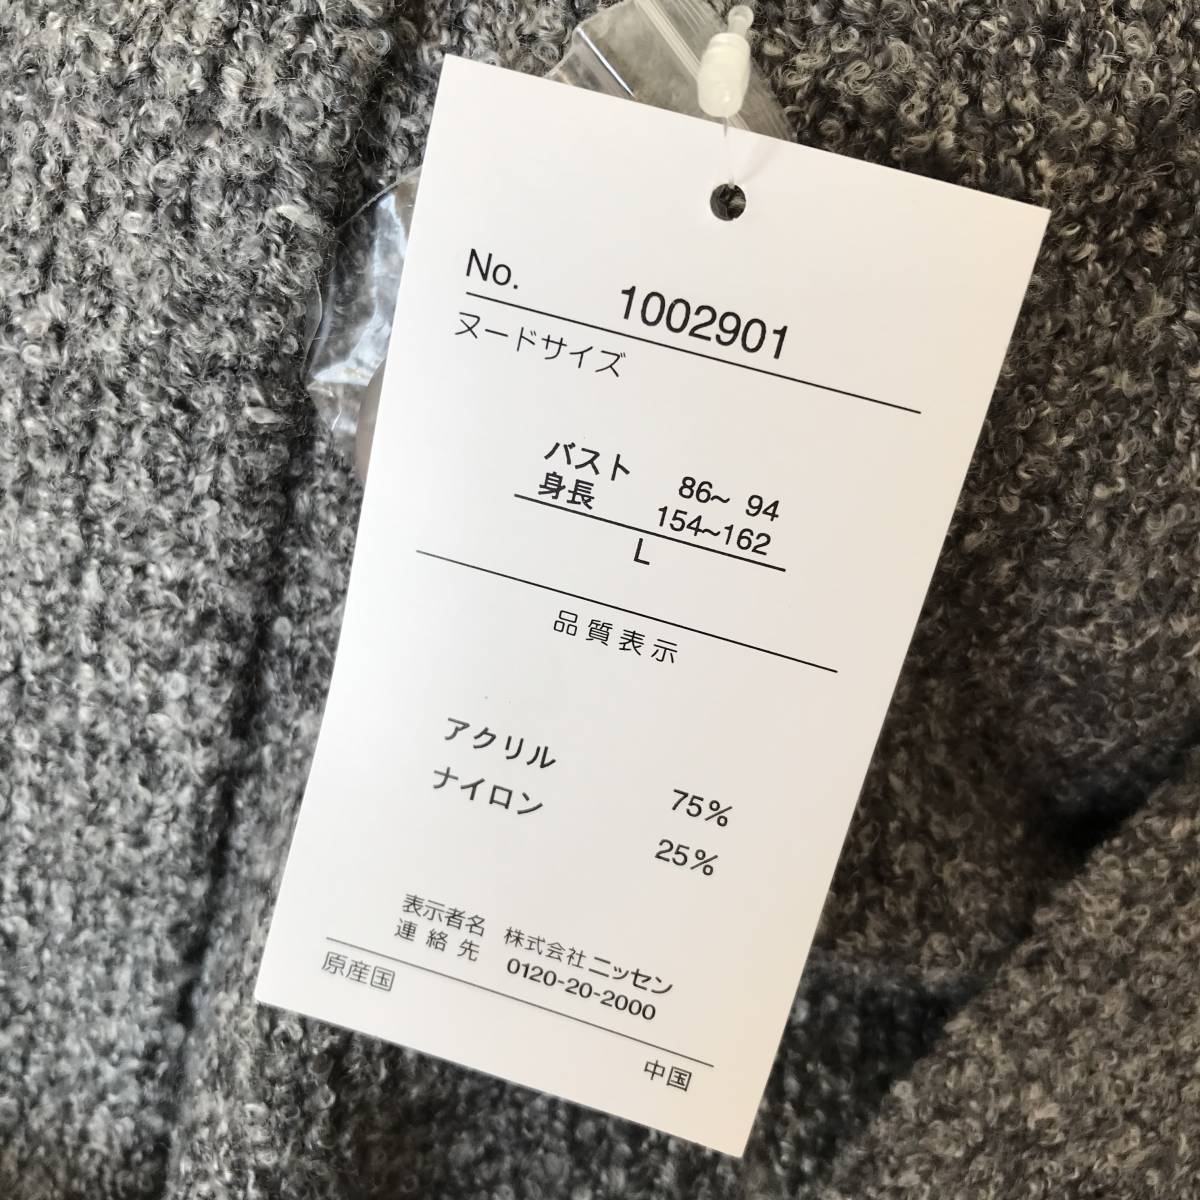 No. 1002901
ヌードサイズ
バスト 86~ 94
身長 154~162
L
品質表示
アクリル 75%
ナイロン 25%
表示者名 株式会社ニッセン
連絡先 0120-20-2000
原産国
中国